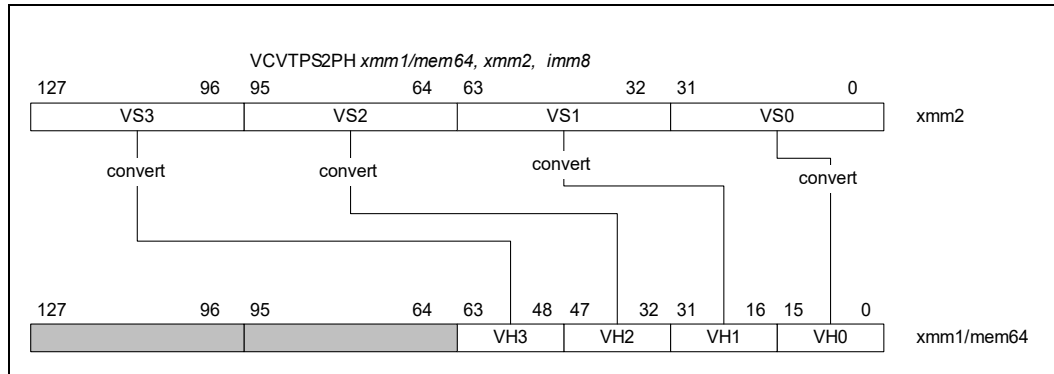 VCVTPS2PH xmm1/mem64, xmm2, imm8
127 96 95 64 63 32 31 0
VS3 VS2 VS1 VS0 xmm2
convert convert convert convert
127 96 95 64 63 48 47 32 31 16 15 0
VH3 VH2 VH1 VH0 xmm1/mem64